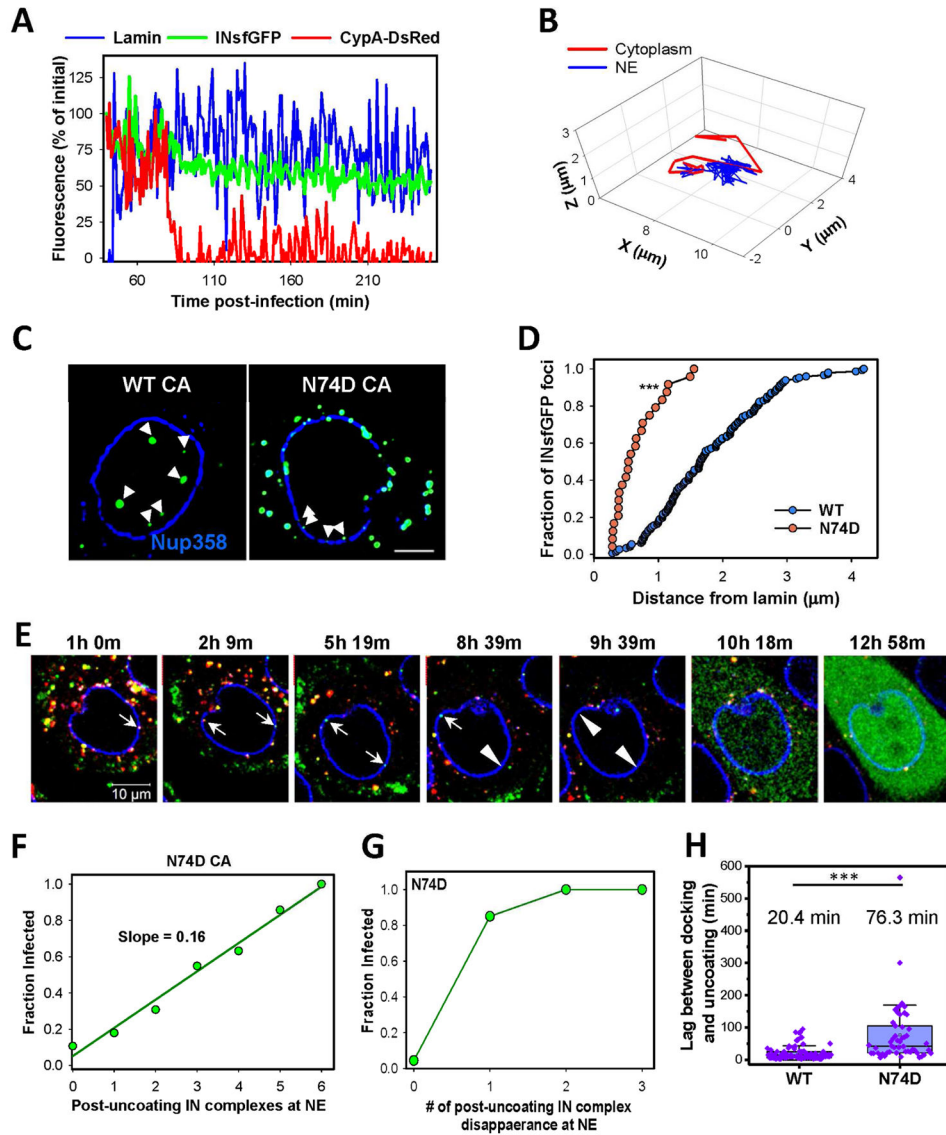 A
Lamin INsfGFP CypA-DsRed
Fluorescence (% of initial)
125
100
75
50
25
0
60 110 160 210
Time post-infection (min)
B
Cytoplasm
NE
Z (µm)
3
2
1
0
8
10
X (µm)
-2
0
2
4
Y (µm)
C
WT CA
N74D CA
Nup358
D
***
Fraction of INsfGFP foci
1.0
0.8
0.6
0.4
0.2
0.0
WT
N74D
0 1 2 3 4
Distance from lamin (µm)
E
1h 0m 2h 9m 5h 19m 8h 39m 9h 39m 10h 18m 12h 58m
10 µm
F
N74D CA
Fraction Infected
1.0
0.8
0.6
0.4
0.2
0.0
Slope = 0.16
0 1 2 3 4 5 6
Post-uncoating IN complexes at NE
G
N74D
Fraction Infected
1.0
0.8
0.6
0.4
0.2
0.0
0 1 2 3
# of post-uncoating IN complex
disappaerance at NE
H
Lag between docking
and uncoating (min)
600
500
400
300
200
100
0
***
20.4 min 76.3 min
WT N74D